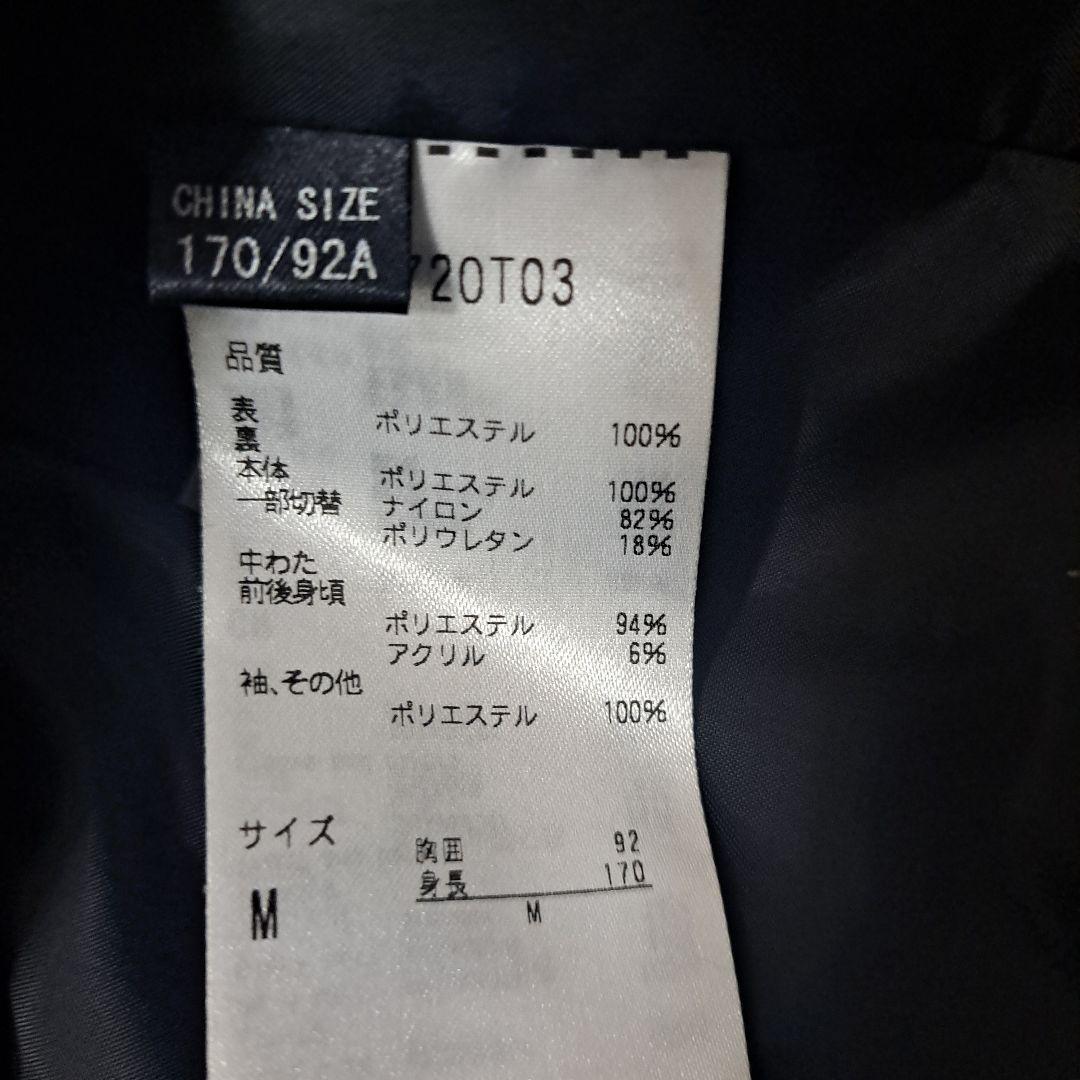 CHINA SIZE
170/92A
20T03
品質
表 ポリエステル 100%
裏
本体 ポリエステル 100%
一部切替 ナイロン 82%
ポリウレタン 18%
中わた
前後身頃
ポリエステル 94%
アクリル 6%
袖、その他
ポリエステル 100%
サイズ
胸囲 92
身長 170
M
M